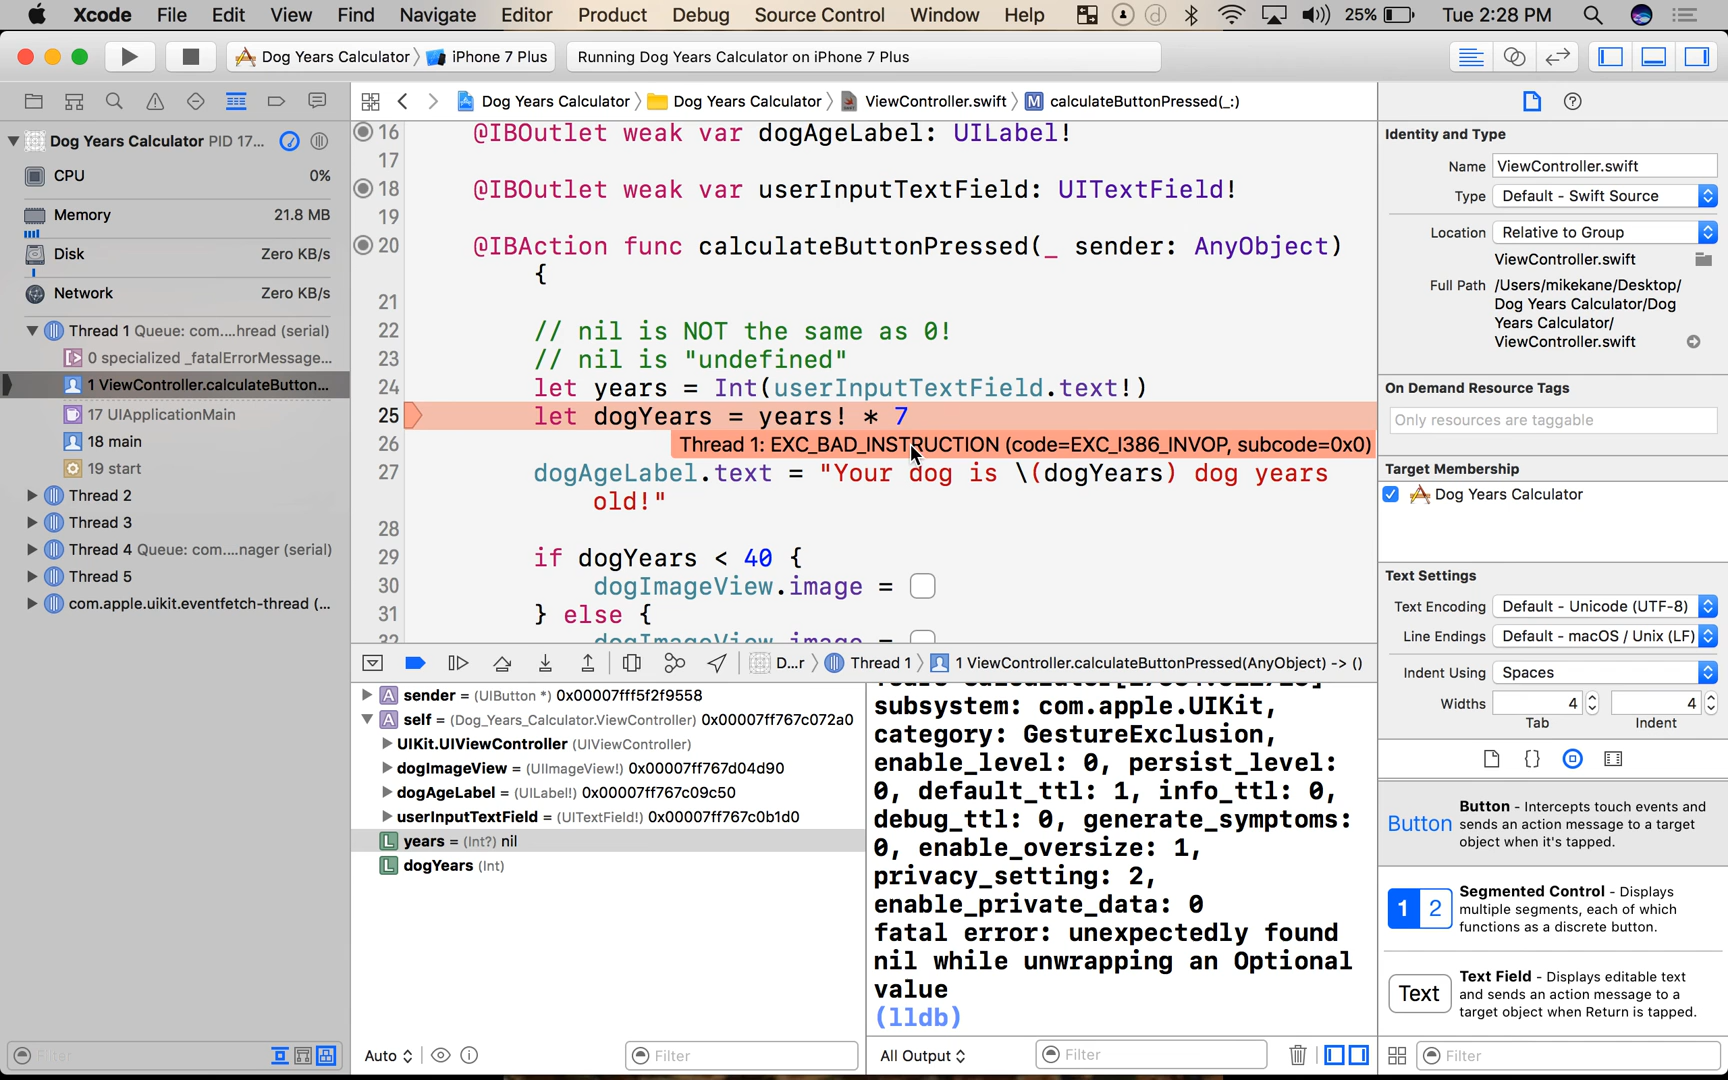 Xcode File Edit View Find Navigate Editor Product Debug Source Control Window Help 25% Tue 2:28 PM
Dog Years Calculator iPhone 7 Plus Running Dog Years Calculator on iPhone 7 Plus
Dog Years Calculator Dog Years Calculator ViewController.swift M calculateButtonPressed(_:)
Dog Years Calculator PID 17...
CPU 0%
Memory 21.8 MB
Disk Zero KB/s
Network Zero KB/s
Thread 1 Queue: com....hread (serial)
0 specialized _fatalErrorMessage...
1 ViewController.calculateButton...
17 UIApplicationMain
18 main
19 start
Thread 2
Thread 3
Thread 4 Queue: com....nager (serial)
Thread 5
com.apple.uikit.eventfetch-thread (...
Filter
16 @IBOutlet weak var dogAgeLabel: UILabel!
17
18 @IBOutlet weak var userInputTextField: UITextField!
19
20 @IBAction func calculateButtonPressed(_ sender: AnyObject)
{
21
22 // nil is NOT the same as 0!
23 // nil is "undefined"
24 let years = Int(userInputTextField.text!)
25 let dogYears = years! * 7
26 Thread 1: EXC_BAD_INSTRUCTION (code=EXC_I386_INVOP, subcode=0x0)
27 dogAgeLabel.text = "Your dog is \(dogYears) dog years
old!"
28
29 if dogYears < 40 {
30 dogImageView.image =
31 } else {
32 dogImageView.image =
D...r Thread 1 1 ViewController.calculateButtonPressed(AnyObject) -> ()
A sender = (UIButton *) 0x00007fff5f2f9558
A self = (Dog_Years_Calculator.ViewController) 0x00007ff767c072a0
UIKit.UIViewController (UIViewController)
dogImageView = (UIImageView!) 0x00007ff767d04d90
dogAgeLabel = (UILabel!) 0x00007ff767c09c50
userInputTextField = (UITextField!) 0x00007ff767c0b1d0
L years = (Int?) nil
L dogYears (Int)
Auto Filter
subsystem: com.apple.UIKit,
category: GestureExclusion,
enable_level: 0, persist_level:
0, default_ttl: 1, info_ttl: 0,
debug_ttl: 0, generate_symptoms:
0, enable_oversize: 1,
privacy_setting: 2,
enable_private_data: 0
fatal error: unexpectedly found
nil while unwrapping an Optional
value
(lldb)
All Output Filter
Identity and Type
Name ViewController.swift
Type Default - Swift Source
Location Relative to Group
ViewController.swift
Full Path /Users/mikekane/Desktop/
Dog Years Calculator/Dog
Years Calculator/
ViewController.swift
On Demand Resource Tags
Only resources are taggable
Target Membership
Dog Years Calculator
Text Settings
Text Encoding Default - Unicode (UTF-8)
Line Endings Default - macOS / Unix (LF)
Indent Using Spaces
Widths 4 4
Tab Indent
Button Button - Intercepts touch events and
sends an action message to a target
object when it's tapped.
1 2 Segmented Control - Displays
multiple segments, each of which
functions as a discrete button.
Text Text Field - Displays editable text
and sends an action message to a
target object when Return is tapped.
Filter